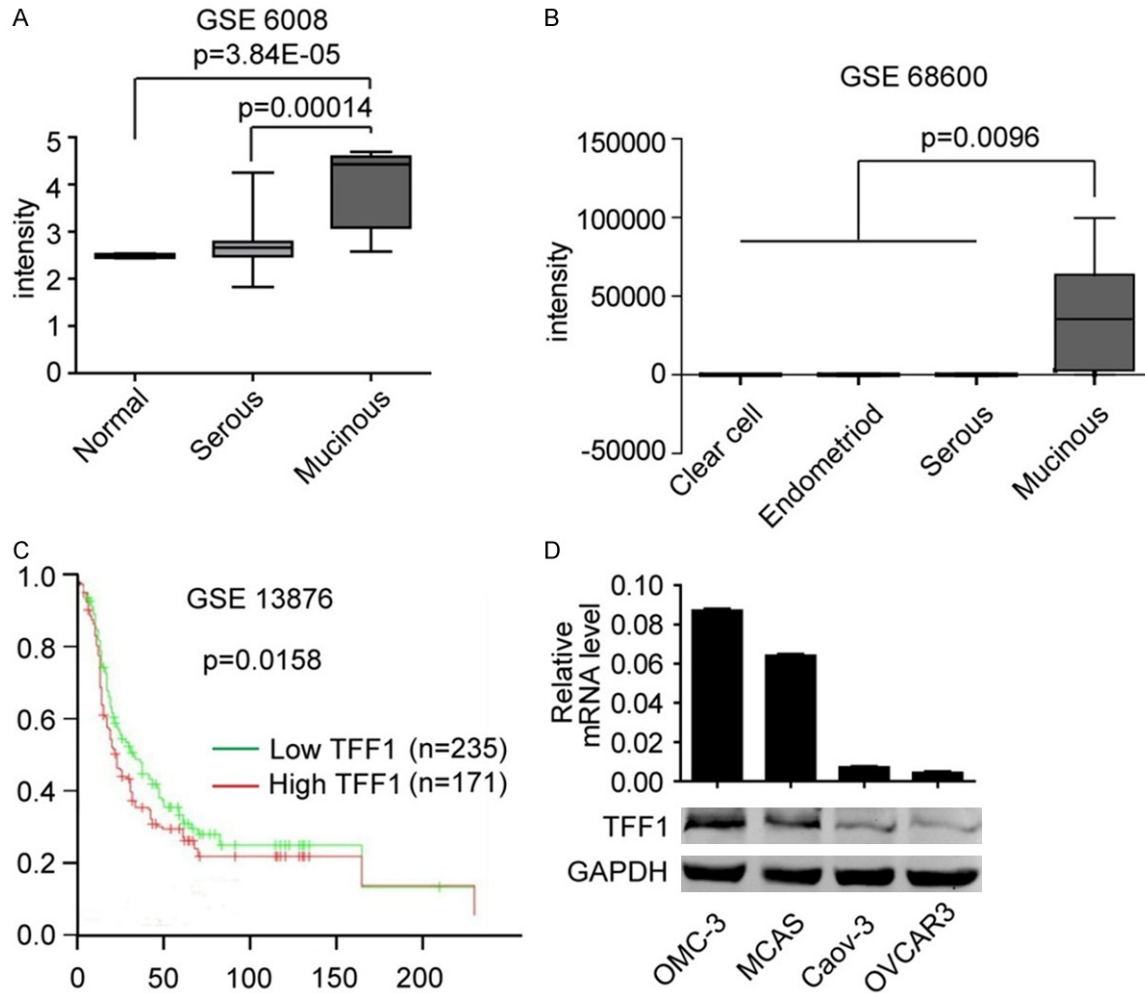 A
GSE 6008
p=3.84E-05
p=0.00014
5
4
3
2
1
0
intensity
Normal
Serous
Mucinous
B
GSE 68600
p=0.0096
150000
100000
50000
0
-50000
intensity
Clear cell
Endometriod
Serous
Mucinous
C
GSE 13876
p=0.0158
Low TFF1 (n=235)
High TFF1 (n=171)
1.0
0.8
0.6
0.4
0.2
0.0
0
50
100
150
200
D
Relative
mRNA level
0.10
0.08
0.06
0.04
0.02
0.00
TFF1
GAPDH
OMC-3
MCAS
Caov-3
OVCAR3